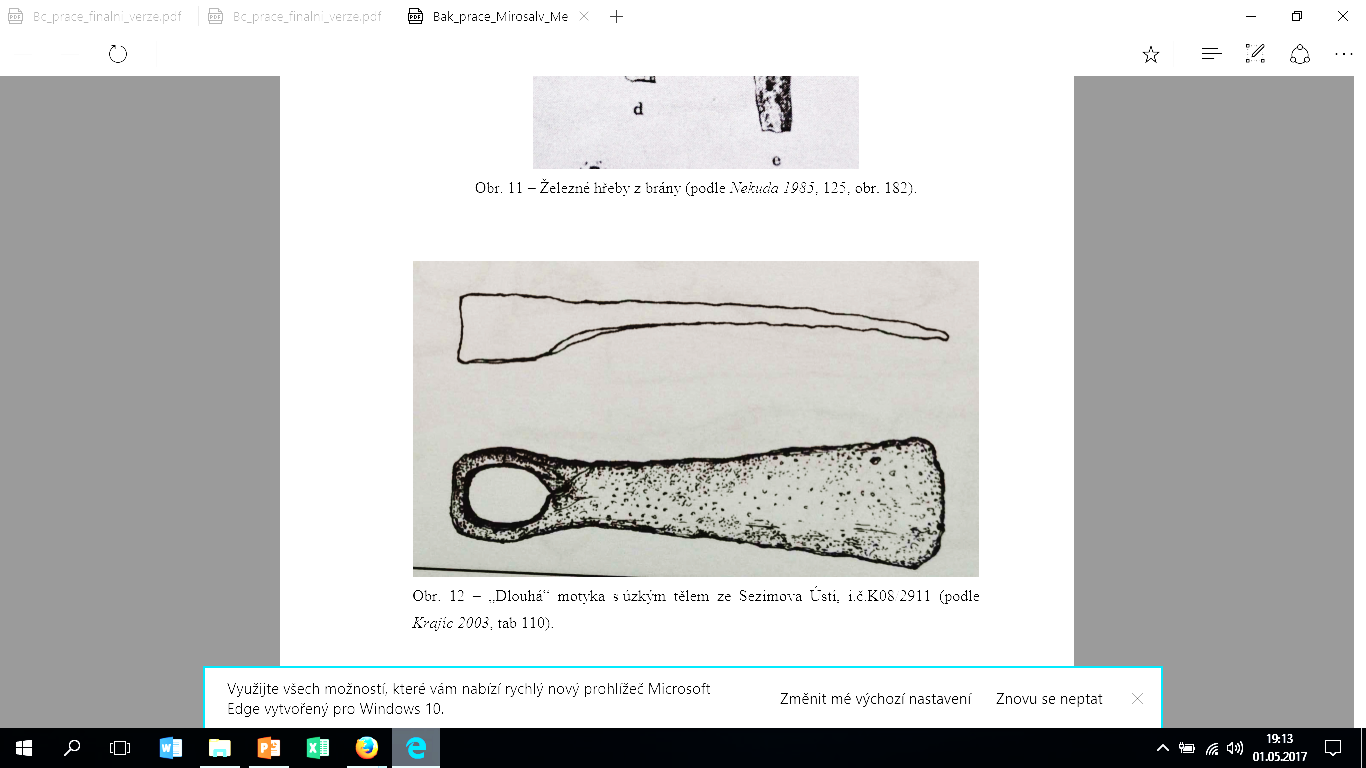 Bc_prace_finalni_verze.pdf
Bc_prace_finalni_verze.pdf
Bak_prace_Mirosalv_Me
d
e
Obr. 11 – Železné hřeby z brány (podle Nekuda 1985, 125, obr. 182).
Obr. 12 – „Dlouhá“ motyka s úzkým tělem ze Sezimova Ústí, i.č.K08-2911 (podle
Krajíc 2003, tab 110).
Využijte všech možností, které vám nabízí rychlý nový prohlížeč Microsoft
Edge vytvořený pro Windows 10.
Změnit mé výchozí nastavení
Znovu se neptat
19:13
01.05.2017